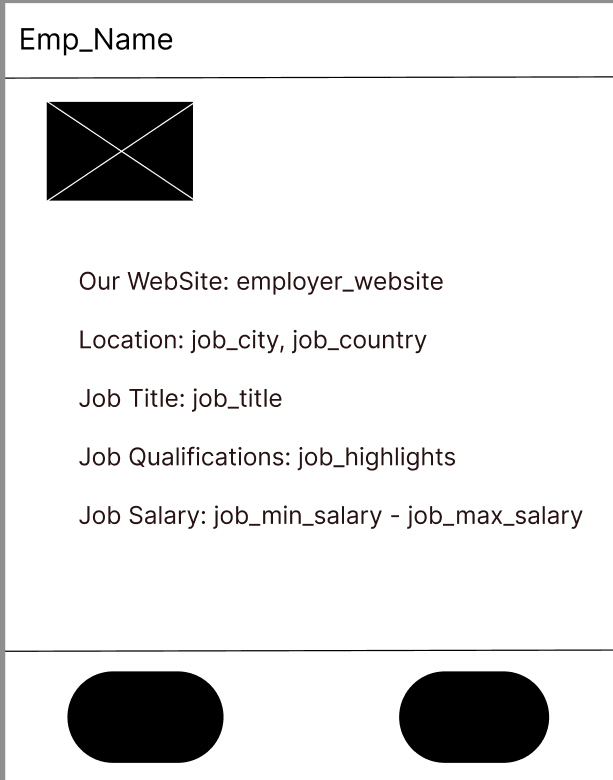 Emp_Name
Our WebSite: employer_website
Location: job_city, job_country
Job Title: job_title
Job Qualifications: job_highlights
Job Salary: job_min_salary - job_max_salary